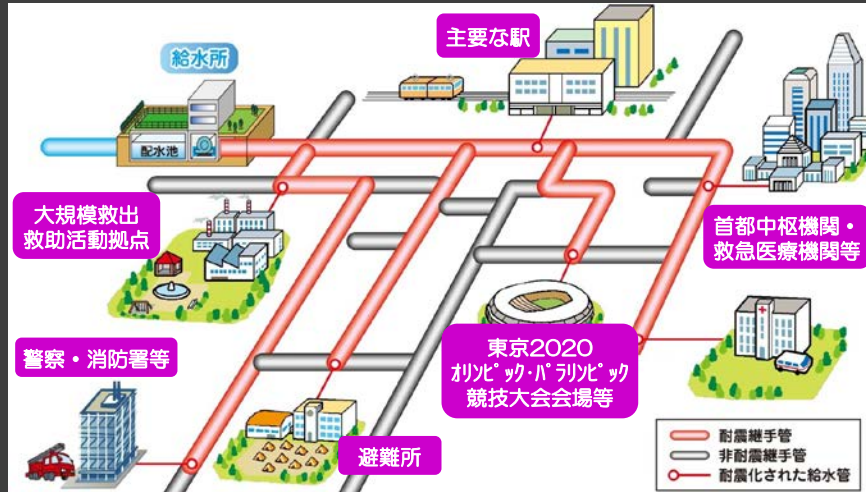 主要な駅
給水所
配水池
大規模救出
救助活動拠点
首都中枢機関・
救急医療機関等
警察・消防署等
東京2020
ｵﾘﾝﾋﾟｯｸ・ﾊﾟﾗﾘﾝﾋﾟｯｸ
競技大会会場等
避難所
耐震継手管
非耐震継手管
耐震化された給水管